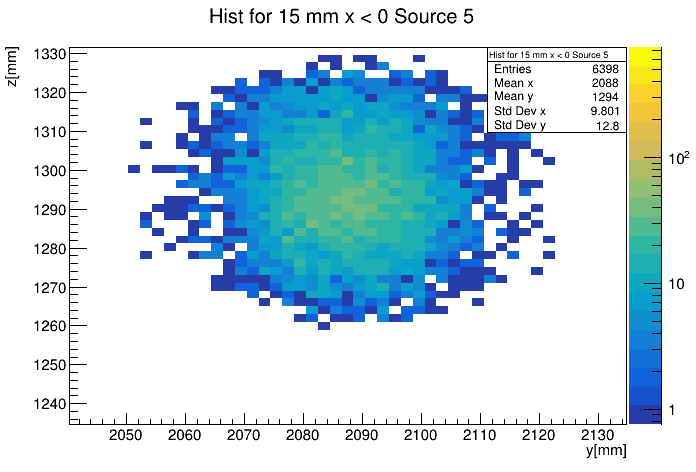 Hist for 15 mm x < 0 Source 5
z[mm]
1330
1320
1310
1300
1290
1280
1270
1260
1250
1240
Hist for 15 mm x < 0 Source 5
Entries 6398
Mean x 2088
Mean y 1294
Std Dev x 9.801
Std Dev y 12.8
10²
10
1
2050 2060 2070 2080 2090 2100 2110 2120 2130
y[mm]